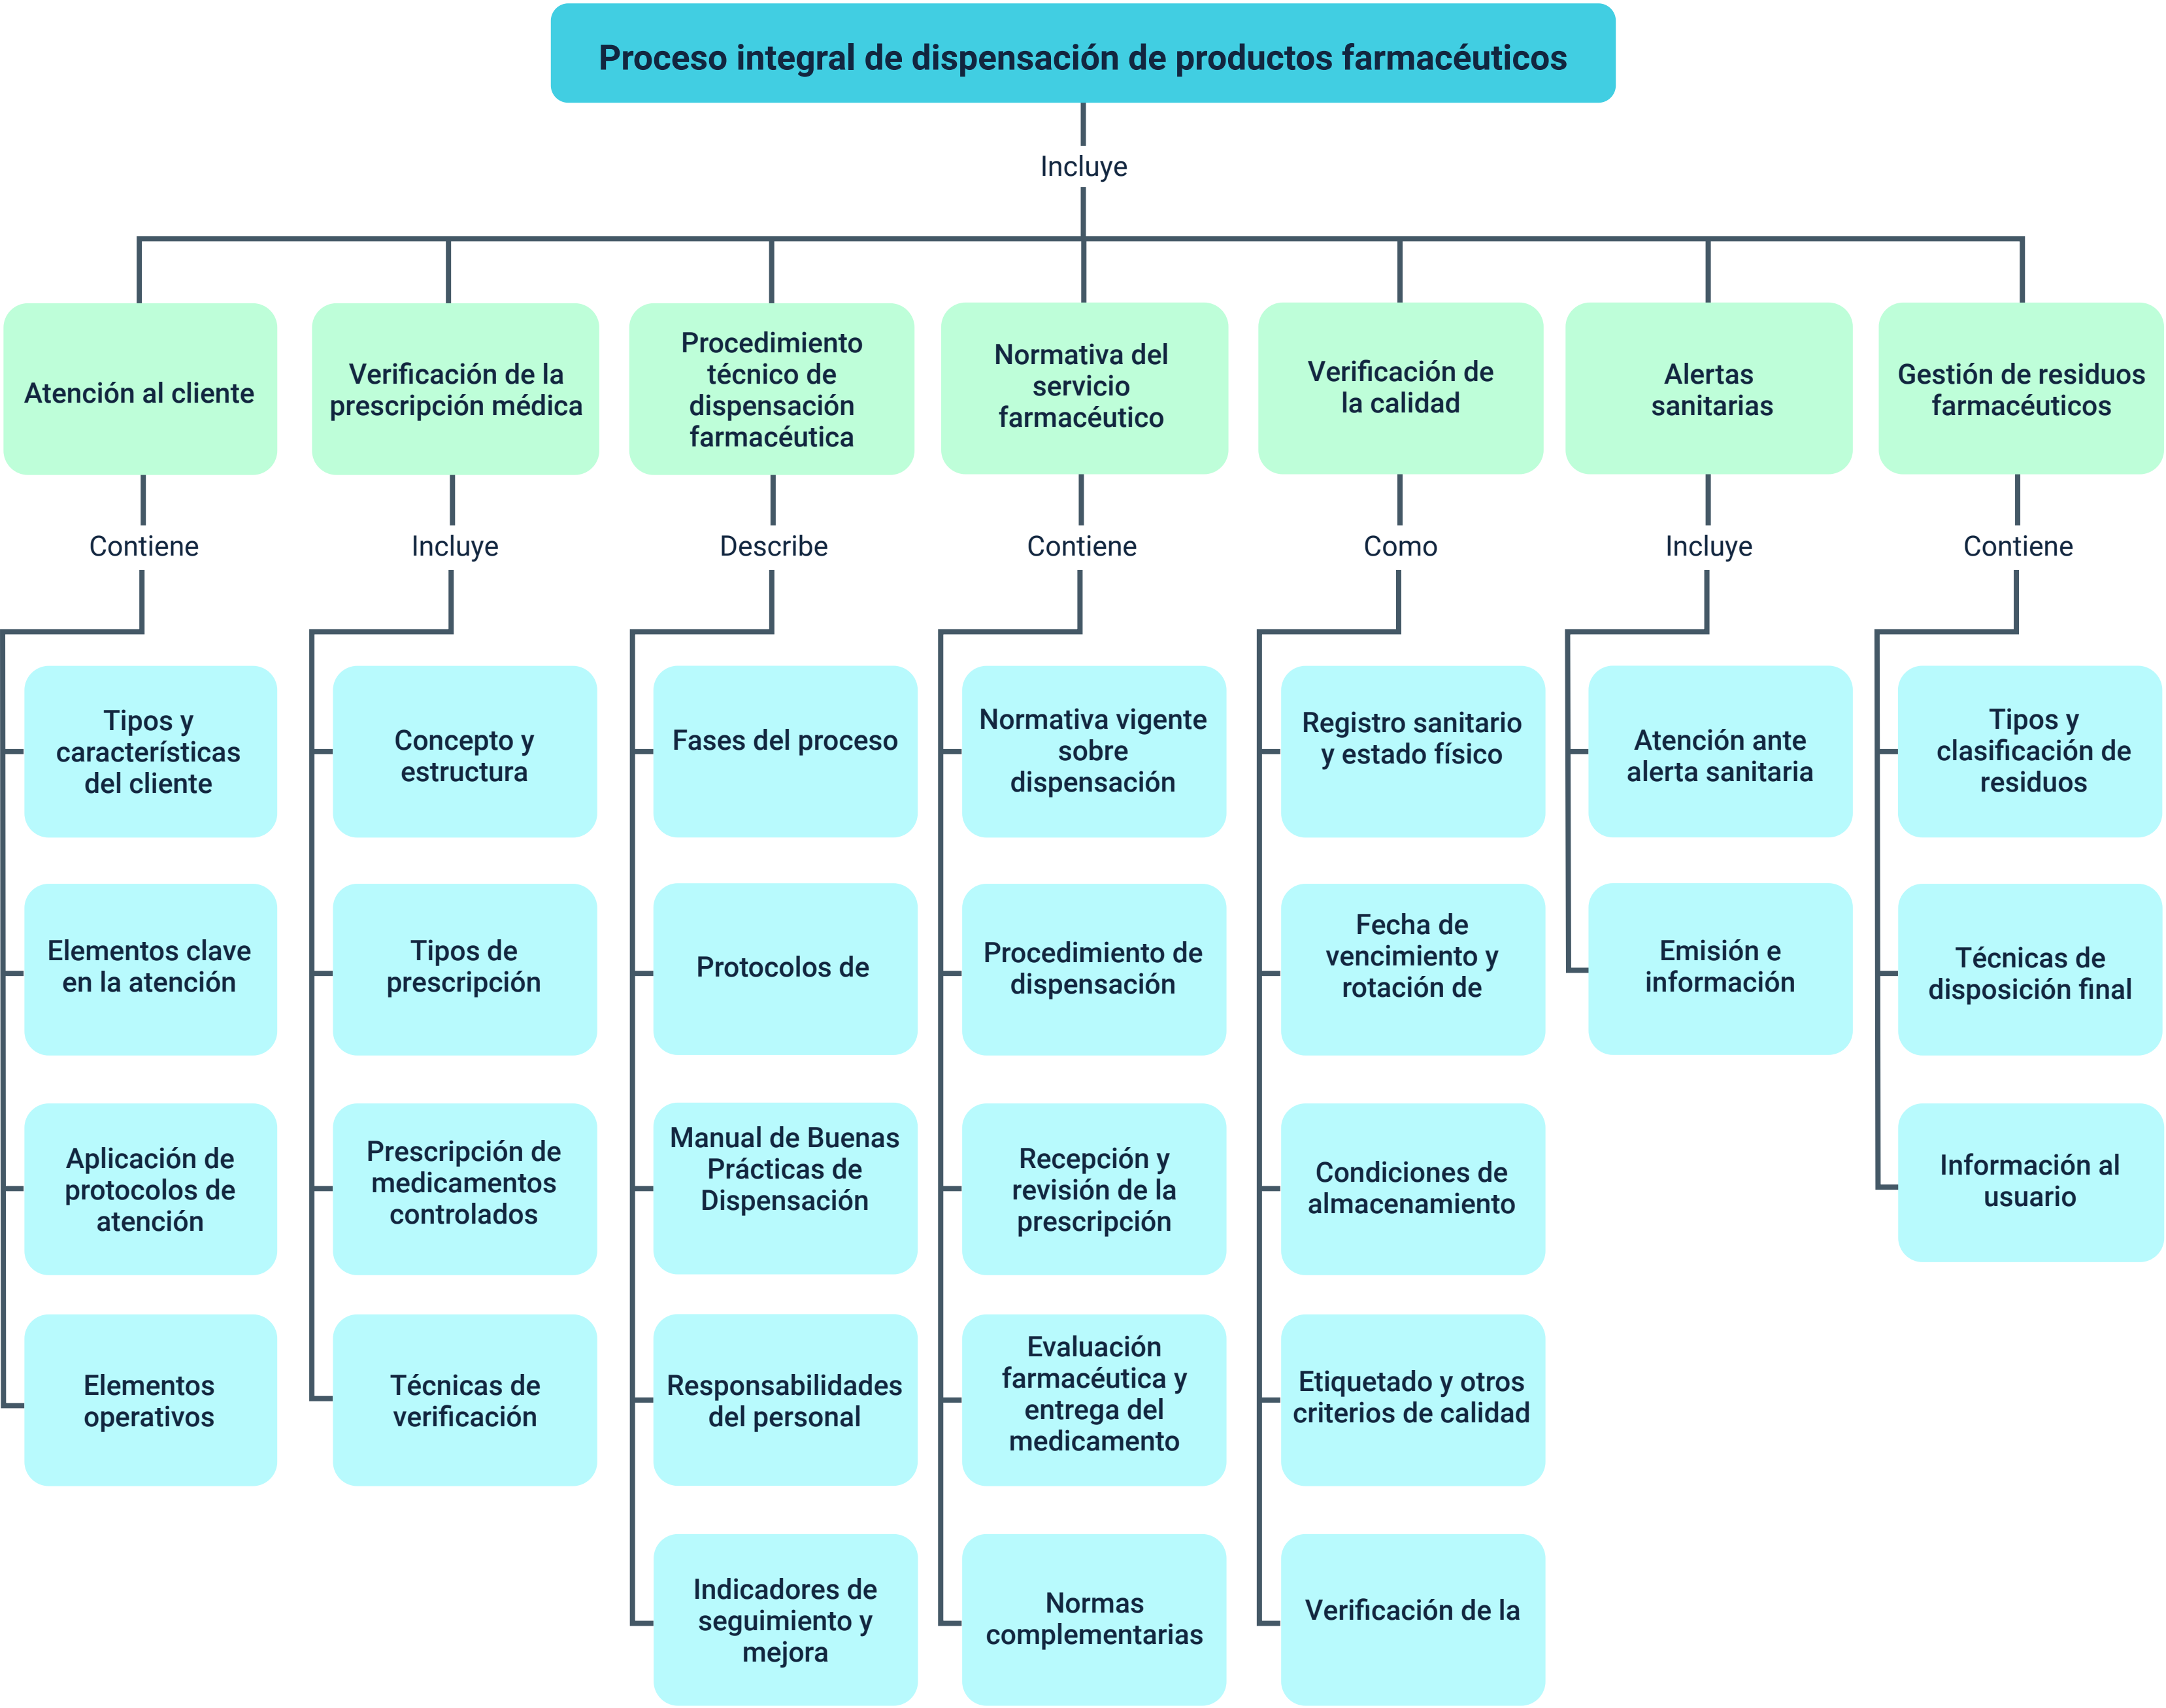 Proceso integral de dispensación de productos farmacéuticos
Incluye
Atención al cliente
Verificación de la
prescripción médica
Procedimiento
técnico de
dispensación
farmacéutica
Normativa del
servicio
farmacéutico
Verificación de
la calidad
Alertas
sanitarias
Gestión de residuos
farmacéuticos
Contiene
Incluye
Describe
Contiene
Como
Incluye
Contiene
Tipos y
características
del cliente
Concepto y
estructura
Fases del proceso
Normativa vigente
sobre
dispensación
Registro sanitario
y estado físico
Atención ante
alerta sanitaria
Tipos y
clasificación de
residuos
Elementos clave
en la atención
Tipos de
prescripción
Protocolos de
Procedimiento de
dispensación
Fecha de
vencimiento y
rotación de
Emisión e
información
Técnicas de
disposición final
Aplicación de
protocolos de
atención
Prescripción de
medicamentos
controlados
Manual de Buenas
Prácticas de
Dispensación
Recepción y
revisión de la
prescripción
Condiciones de
almacenamiento
Información al
usuario
Elementos
operativos
Técnicas de
verificación
Responsabilidades
del personal
Evaluación
farmacéutica y
entrega del
medicamento
Etiquetado y otros
criterios de calidad
Indicadores de
seguimiento y
mejora
Normas
complementarias
Verificación de la